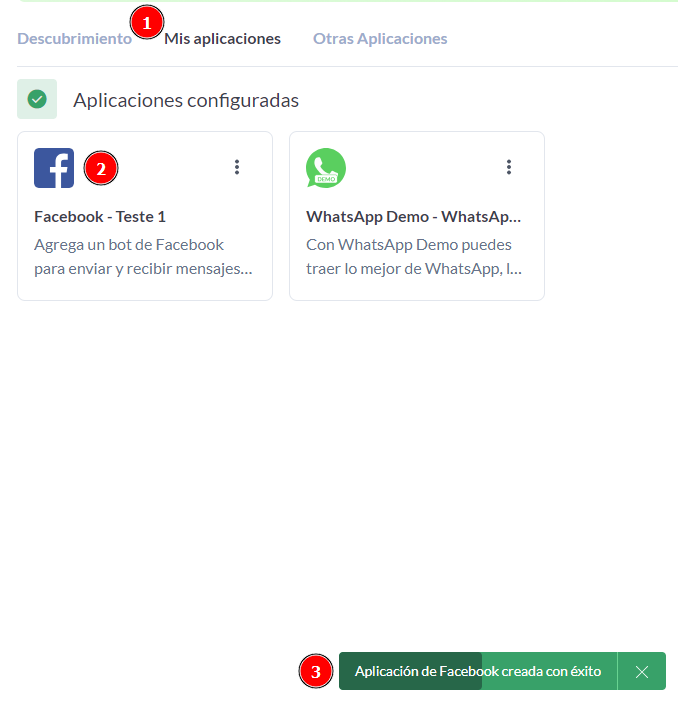 1
Descubrimiento Mis aplicaciones Otras Aplicaciones
Aplicaciones configuradas
2
Facebook - Teste 1
Agrega un bot de Facebook
para enviar y recibir mensajes...
DEMO
WhatsApp Demo - WhatsAp...
Con WhatsApp Demo puedes
traer lo mejor de WhatsApp, l...
3
Aplicación de Facebook creada con éxito